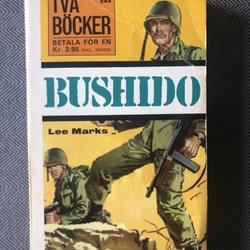 TVÅ
BÖCKER
BETALA FÖR EN
Kr. 3:95 INKL. MOMS
BUSHIDO
Lee Marks